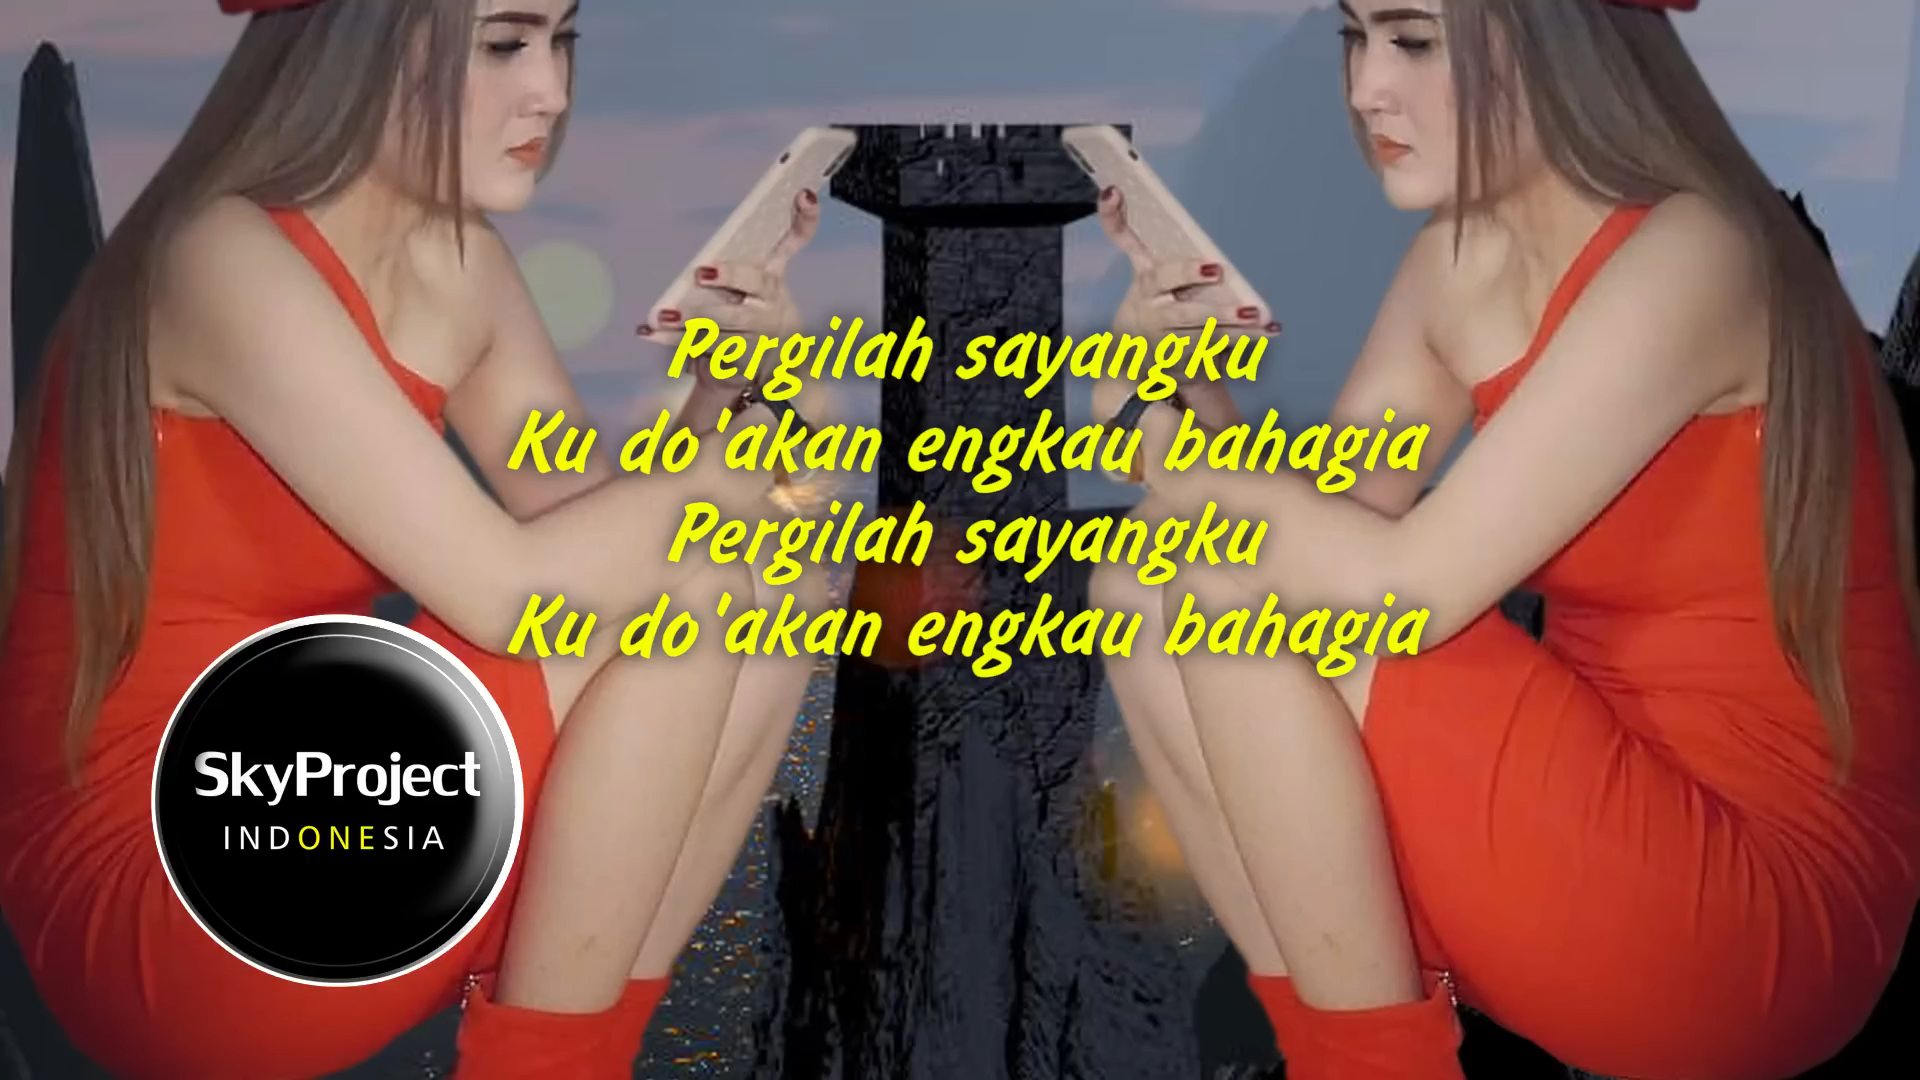 Pergilah sayangku
Ku do'akan engkau bahagia
Pergilah sayangku
Ku do'akan engkau bahagia
SkyProject
INDONESIA